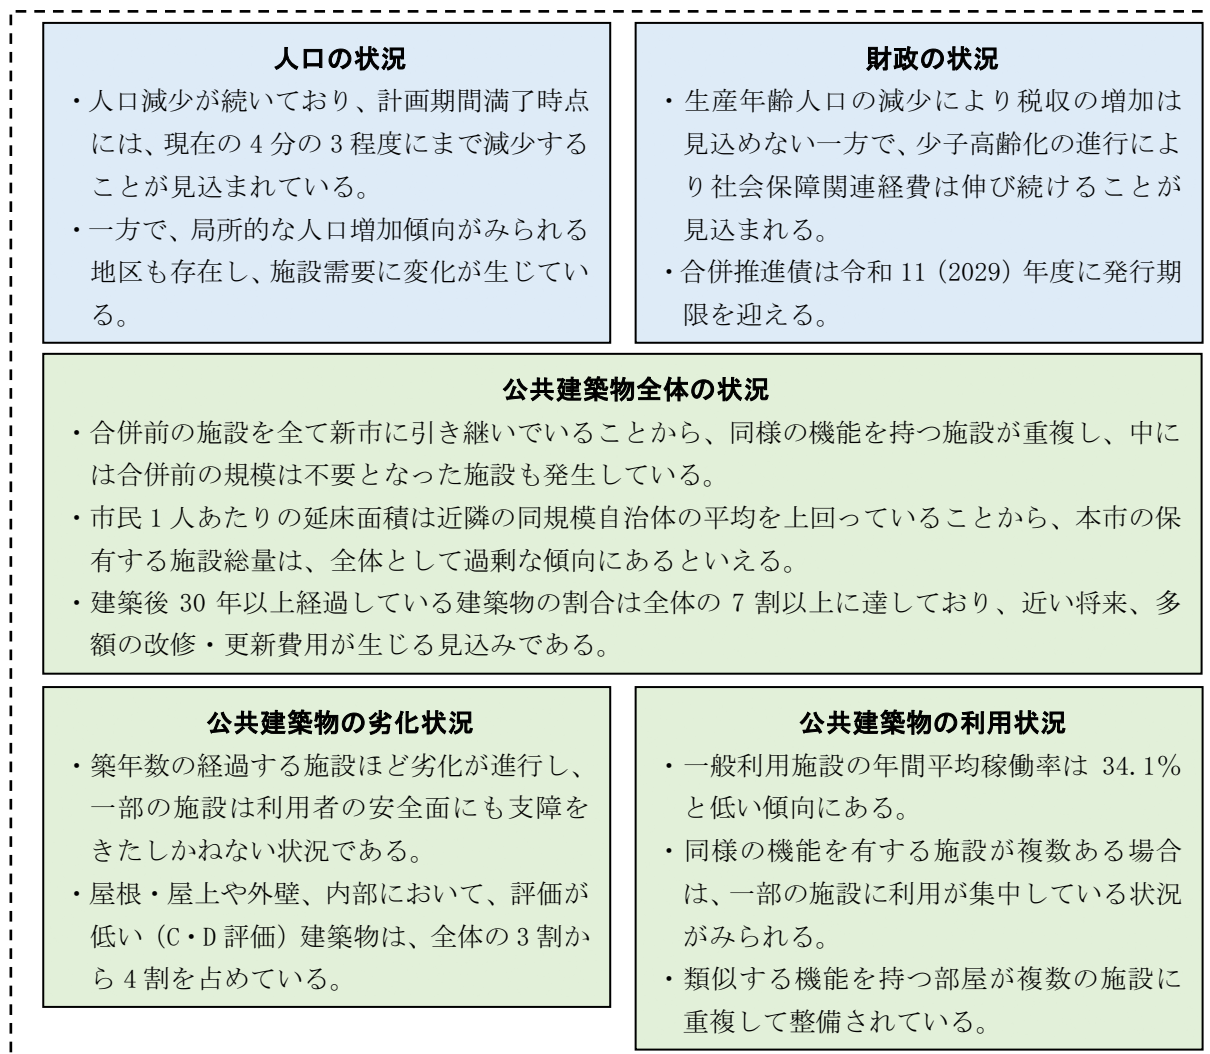 人口の状況
・人口減少が続いており、計画期間満了時点
には、現在の4分の3程度にまで減少する
ことが見込まれている。
・一方で、局所的な人口増加傾向がみられる
地区も存在し、施設需要に変化が生じてい
る。
財政の状況
・生産年齢人口の減少により税収の増加は
見込めない一方で、少子高齢化の進行によ
り社会保障関連経費は伸び続けることが
見込まれる。
・合併推進債は令和 11（2029）年度に発行期
限を迎える。
公共建築物全体の状況
・合併前の施設を全て新市に引き継いでいることから、同様の機能を持つ施設が重複し、中に
は合併前の規模は不要となった施設も発生している。
・市民1人あたりの延床面積は近隣の同規模自治体の平均を上回っていることから、本市の保
有する施設総量は、全体として過剰な傾向にあるといえる。
・建築後 30 年以上経過している建築物の割合は全体の 7 割以上に達しており、近い将来、多
額の改修・更新費用が生じる見込みである。
公共建築物の劣化状況
・築年数の経過する施設ほど劣化が進行し、
一部の施設は利用者の安全面にも支障を
きたしかねない状況である。
・屋根・屋上や外壁、内部において、評価が
低い（C・D 評価）建築物は、全体の3割か
ら4割を占めている。
公共建築物の利用状況
・一般利用施設の年間平均稼働率は 34.1％
と低い傾向にある。
・同様の機能を有する施設が複数ある場合
は、一部の施設に利用が集中している状況
がみられる。
・類似する機能を持つ部屋が複数の施設に
重複して整備されている。